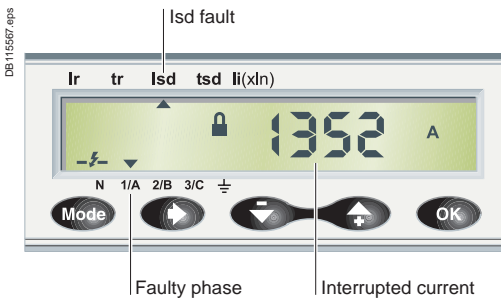 DB115567.eps
Isd fault
Ir tr Isd tsd Ii(xIn)
1352 A
N 1/A 2/B 3/C
Mode OK
Faulty phase Interrupted current